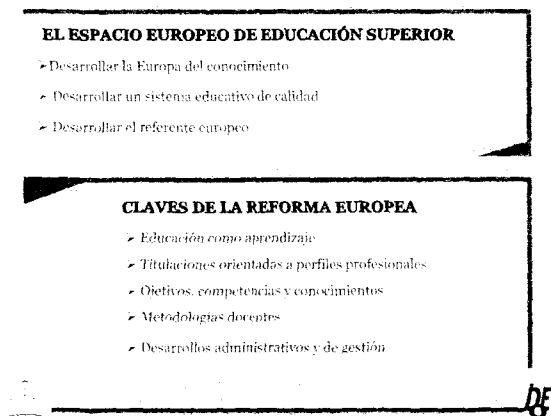 EL ESPACIO EUROPEO DE EDUCACIÓN SUPERIOR
➢ Desarrollar la Europa del conocimiento
➢ Desarrollar un sistema educativo de calidad
➢ Desarrollar el referente europeo
CLAVES DE LA REFORMA EUROPEA
➢ Educación como aprendizaje
➢ Titulaciones orientadas a perfiles profesionales
➢ Ojetivos, competencias y conocimientos
➢ Metodologías docentes
➢ Desarrollos administrativos y de gestión